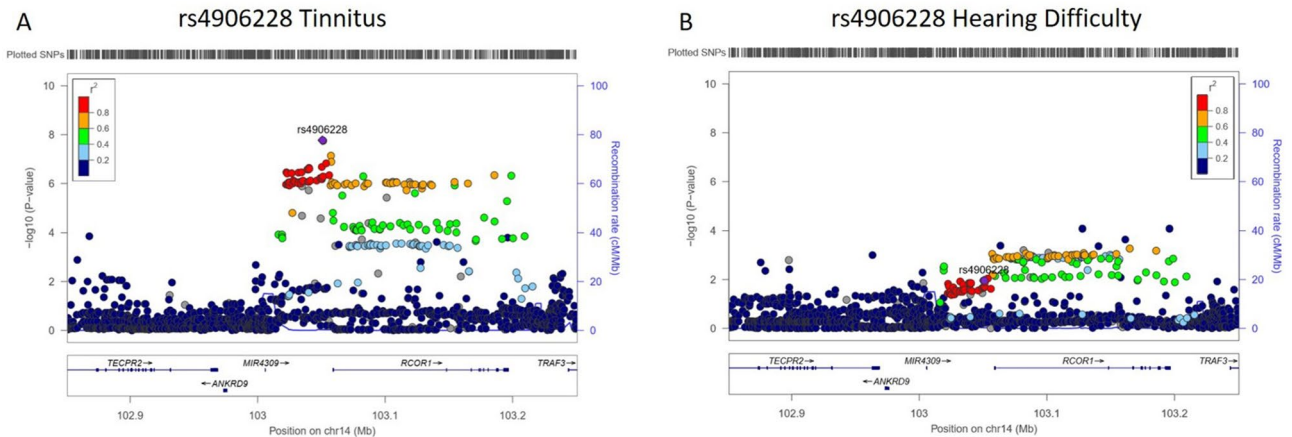 A
rs4906228 Tinnitus
Plotted SNPs
10
8
6
4
2
0
−log10 (P−value)
100
80
60
40
20
0
Recombination rate (cM/Mb)
r²
0.8
0.6
0.4
0.2
rs4906228
TECPR2→
MIR4309→
RCOR1→
TRAF3→
←ANKRD9
102.9
103
103.1
103.2
Position on chr14 (Mb)
B
rs4906228 Hearing Difficulty
Plotted SNPs
10
8
6
4
2
0
−log10 (P−value)
100
80
60
40
20
0
Recombination rate (cM/Mb)
r²
0.8
0.6
0.4
0.2
rs4906228
TECPR2→
MIR4309→
RCOR1→
TRAF3→
←ANKRD9
102.9
103
103.1
103.2
Position on chr14 (Mb)